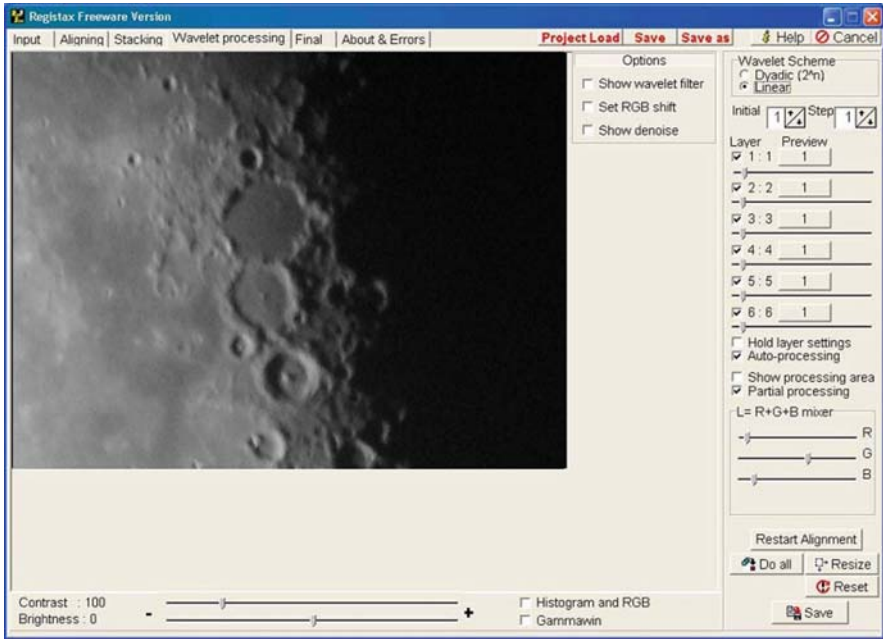 Registax Freeware Version
Input Aligning Stacking Wavelet processing Final About & Errors Project Load Save Save as Help Cancel
Options
Show wavelet filter
Set RGB shift
Show denoise
Wavelet Scheme
Dyadic (2^n)
Linear
Initial 1 Step 1
Layer Preview
1 : 1 1
2 : 2 1
3 : 3 1
4 : 4 1
5 : 5 1
6 : 6 1
Hold layer settings
Auto-processing
Show processing area
Partial processing
L= R+G+B mixer
R
G
B
Restart Alignment
Do all Resize
Reset
Save
Contrast : 100
Brightness : 0
- +
Histogram and RGB
Gammawin